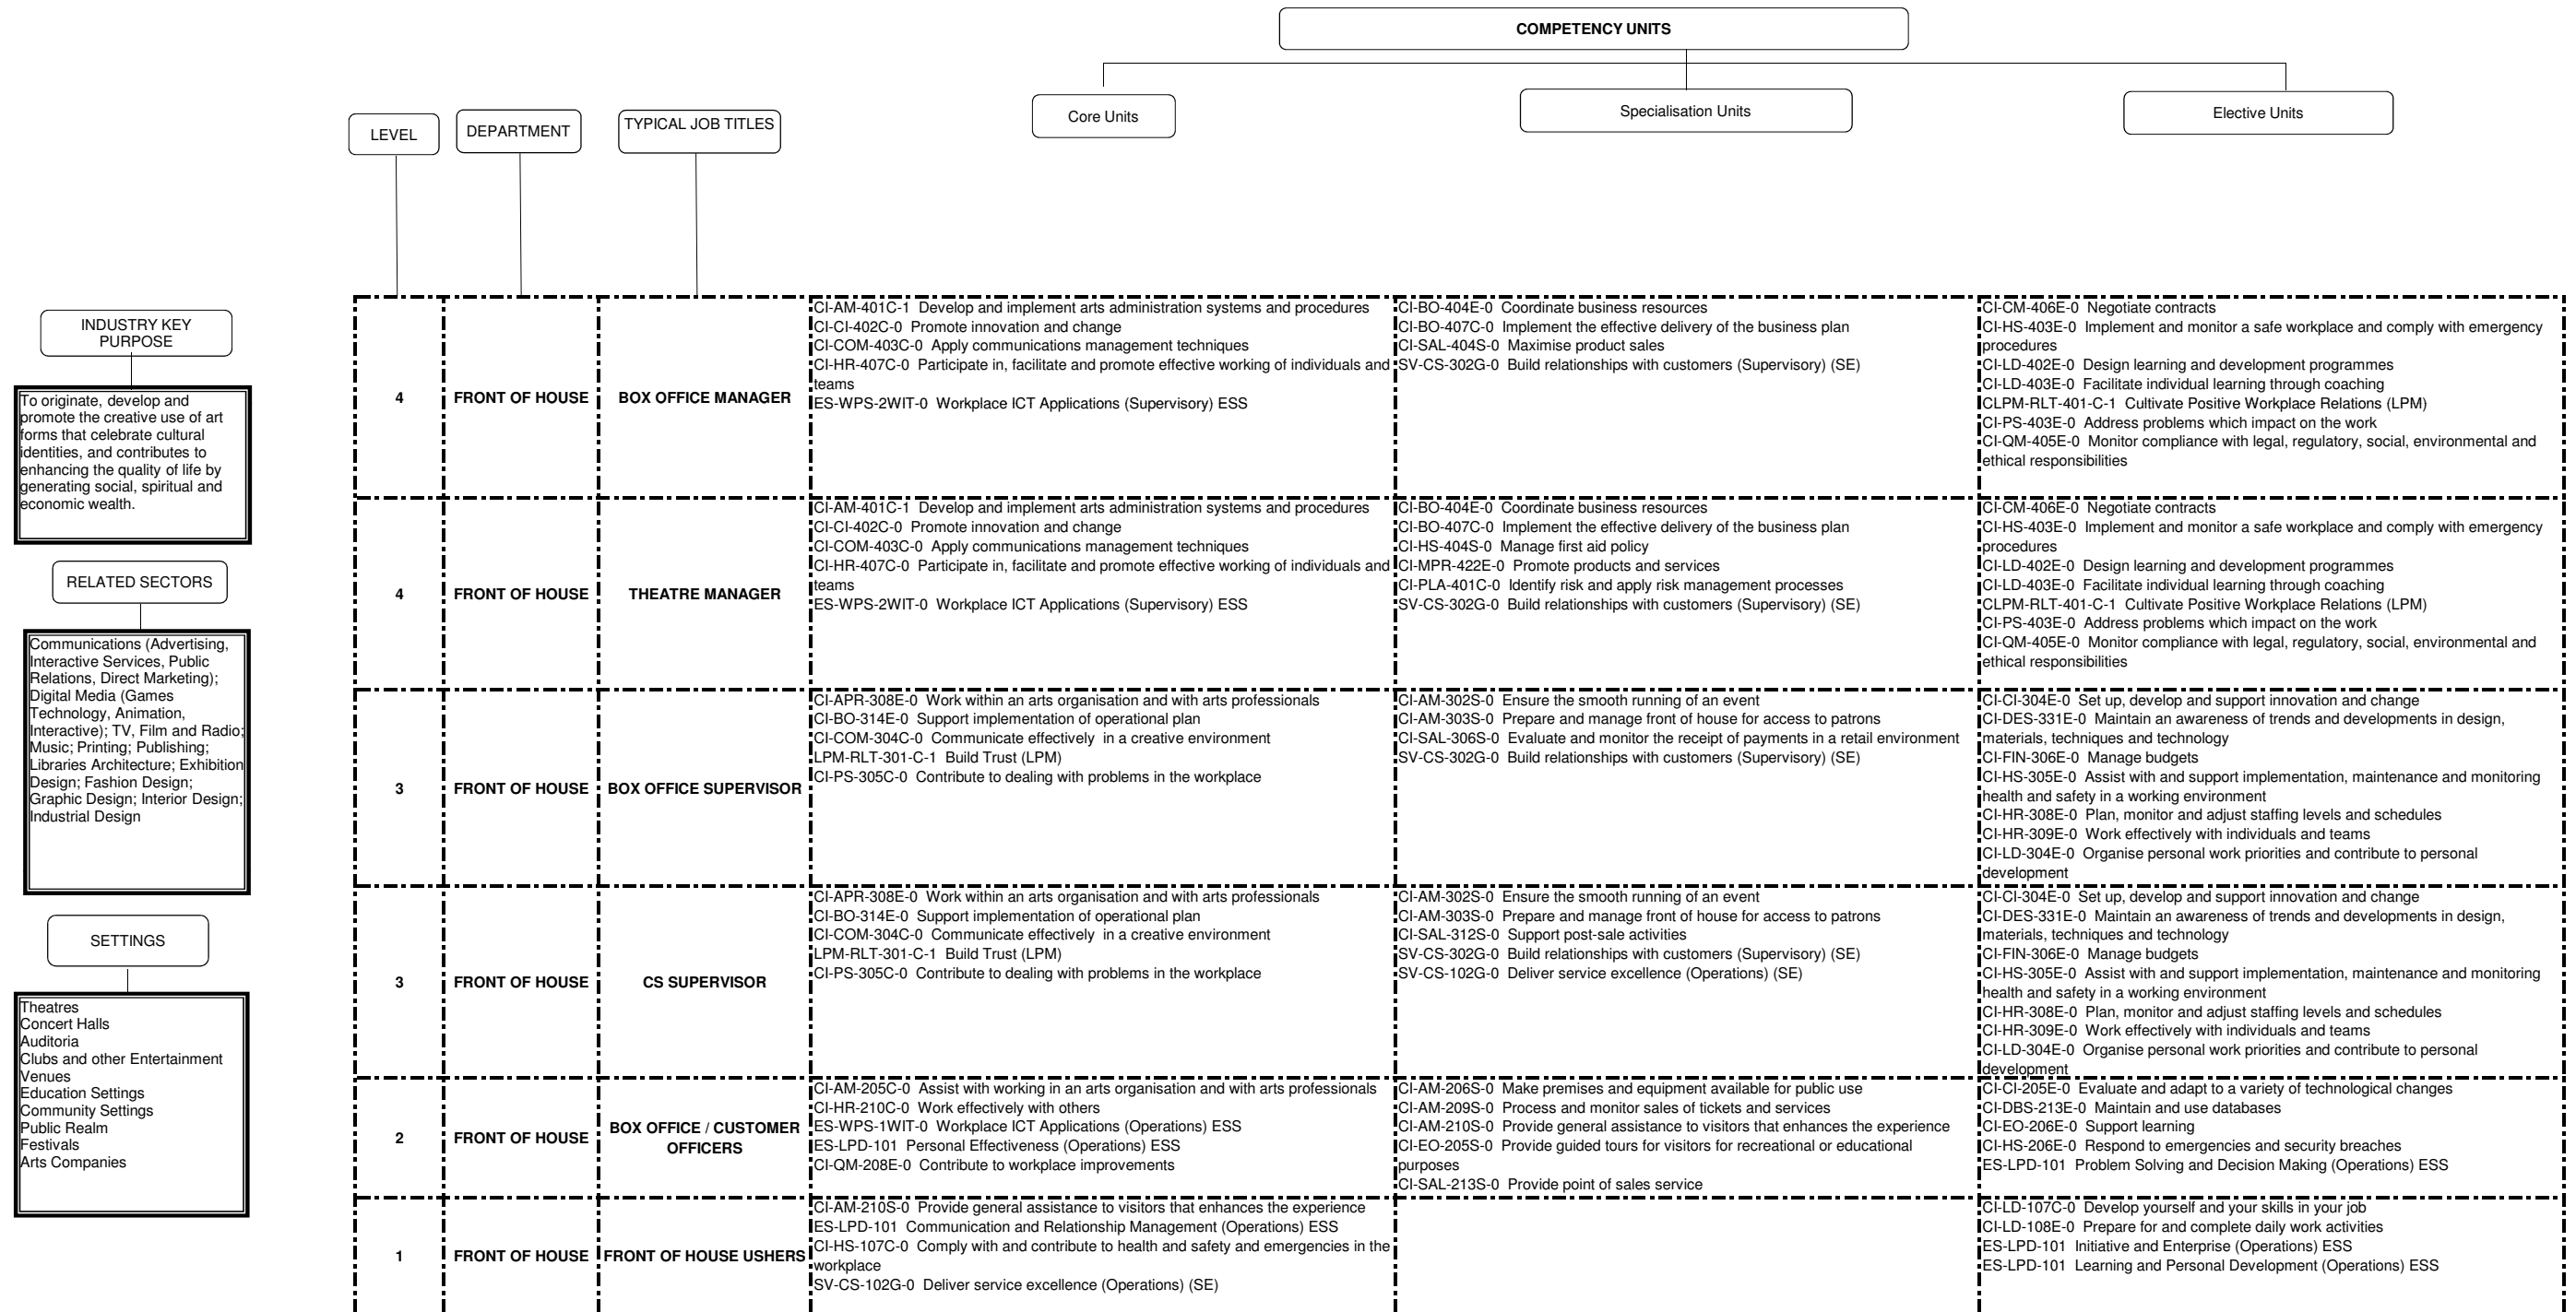 COMPETENCY UNITS
Core Units
Specialisation Units
Elective Units
LEVEL
DEPARTMENT
TYPICAL JOB TITLES
INDUSTRY KEY
PURPOSE
To originate, develop and
promote the creative use of art
forms that celebrate cultural
identities, and contributes to
enhancing the quality of life by
generating social, spiritual and
economic wealth.
RELATED SECTORS
Communications (Advertising,
Interactive Services, Public
Relations, Direct Marketing);
Digital Media (Games
Technology, Animation,
Interactive); TV, Film and Radio;
Music; Printing; Publishing;
Libraries Architecture; Exhibition
Design; Fashion Design;
Graphic Design; Interior Design;
Industrial Design
SETTINGS
Theatres
Concert Halls
Auditoria
Clubs and other Entertainment
Venues
Education Settings
Community Settings
Public Realm
Festivals
Arts Companies
4
FRONT OF HOUSE
BOX OFFICE MANAGER
CI-AM-401C-1 Develop and implement arts administration systems and procedures
CI-CI-402C-0 Promote innovation and change
CI-COM-403C-0 Apply communications management techniques
CI-HR-407C-0 Participate in, facilitate and promote effective working of individuals and
teams
ES-WPS-2WIT-0 Workplace ICT Applications (Supervisory) ESS
CI-BO-404E-0 Coordinate business resources
CI-BO-407C-0 Implement the effective delivery of the business plan
CI-SAL-404S-0 Maximise product sales
SV-CS-302G-0 Build relationships with customers (Supervisory) (SE)
CI-CM-406E-0 Negotiate contracts
CI-HS-403E-0 Implement and monitor a safe workplace and comply with emergency
procedures
CI-LD-402E-0 Design learning and development programmes
CI-LD-403E-0 Facilitate individual learning through coaching
CLPM-RLT-401-C-1 Cultivate Positive Workplace Relations (LPM)
CI-PS-403E-0 Address problems which impact on the work
CI-QM-405E-0 Monitor compliance with legal, regulatory, social, environmental and
ethical responsibilities
4
FRONT OF HOUSE
THEATRE MANAGER
CI-AM-401C-1 Develop and implement arts administration systems and procedures
CI-CI-402C-0 Promote innovation and change
CI-COM-403C-0 Apply communications management techniques
CI-HR-407C-0 Participate in, facilitate and promote effective working of individuals and
teams
ES-WPS-2WIT-0 Workplace ICT Applications (Supervisory) ESS
CI-BO-404E-0 Coordinate business resources
CI-BO-407C-0 Implement the effective delivery of the business plan
CI-HS-404S-0 Manage first aid policy
CI-MPR-422E-0 Promote products and services
CI-PLA-401C-0 Identify risk and apply risk management processes
SV-CS-302G-0 Build relationships with customers (Supervisory) (SE)
CI-CM-406E-0 Negotiate contracts
CI-HS-403E-0 Implement and monitor a safe workplace and comply with emergency
procedures
CI-LD-402E-0 Design learning and development programmes
CI-LD-403E-0 Facilitate individual learning through coaching
CLPM-RLT-401-C-1 Cultivate Positive Workplace Relations (LPM)
CI-PS-403E-0 Address problems which impact on the work
CI-QM-405E-0 Monitor compliance with legal, regulatory, social, environmental and
ethical responsibilities
3
FRONT OF HOUSE
BOX OFFICE SUPERVISOR
CI-APR-308E-0 Work within an arts organisation and with arts professionals
CI-BO-314E-0 Support implementation of operational plan
CI-COM-304C-0 Communicate effectively in a creative environment
LPM-RLT-301-C-1 Build Trust (LPM)
CI-PS-305C-0 Contribute to dealing with problems in the workplace
CI-AM-302S-0 Ensure the smooth running of an event
CI-AM-303S-0 Prepare and manage front of house for access to patrons
CI-SAL-306S-0 Evaluate and monitor the receipt of payments in a retail environment
SV-CS-302G-0 Build relationships with customers (Supervisory) (SE)
CI-CI-304E-0 Set up, develop and support innovation and change
CI-DES-331E-0 Maintain an awareness of trends and developments in design,
materials, techniques and technology
CI-FIN-306E-0 Manage budgets
CI-HS-305E-0 Assist with and support implementation, maintenance and monitoring
health and safety in a working environment
CI-HR-308E-0 Plan, monitor and adjust staffing levels and schedules
CI-HR-309E-0 Work effectively with individuals and teams
CI-LD-304E-0 Organise personal work priorities and contribute to personal
development
3
FRONT OF HOUSE
CS SUPERVISOR
CI-APR-308E-0 Work within an arts organisation and with arts professionals
CI-BO-314E-0 Support implementation of operational plan
CI-COM-304C-0 Communicate effectively in a creative environment
LPM-RLT-301-C-1 Build Trust (LPM)
CI-PS-305C-0 Contribute to dealing with problems in the workplace
CI-AM-302S-0 Ensure the smooth running of an event
CI-AM-303S-0 Prepare and manage front of house for access to patrons
CI-SAL-312S-0 Support post-sale activities
SV-CS-302G-0 Build relationships with customers (Supervisory) (SE)
SV-CS-102G-0 Deliver service excellence (Operations) (SE)
CI-CI-304E-0 Set up, develop and support innovation and change
CI-DES-331E-0 Maintain an awareness of trends and developments in design,
materials, techniques and technology
CI-FIN-306E-0 Manage budgets
CI-HS-305E-0 Assist with and support implementation, maintenance and monitoring
health and safety in a working environment
CI-HR-308E-0 Plan, monitor and adjust staffing levels and schedules
CI-HR-309E-0 Work effectively with individuals and teams
CI-LD-304E-0 Organise personal work priorities and contribute to personal
development
2
FRONT OF HOUSE
BOX OFFICE / CUSTOMER
OFFICERS
CI-AM-205C-0 Assist with working in an arts organisation and with arts professionals
CI-HR-210C-0 Work effectively with others
ES-WPS-1WIT-0 Workplace ICT Applications (Operations) ESS
ES-LPD-101 Personal Effectiveness (Operations) ESS
CI-QM-208E-0 Contribute to workplace improvements
CI-AM-206S-0 Make premises and equipment available for public use
CI-AM-209S-0 Process and monitor sales of tickets and services
CI-AM-210S-0 Provide general assistance to visitors that enhances the experience
CI-EO-205S-0 Provide guided tours for visitors for recreational or educational
purposes
CI-SAL-213S-0 Provide point of sales service
CI-CI-205E-0 Evaluate and adapt to a variety of technological changes
CI-DBS-213E-0 Maintain and use databases
CI-EO-206E-0 Support learning
CI-HS-206E-0 Respond to emergencies and security breaches
ES-LPD-101 Problem Solving and Decision Making (Operations) ESS
1
FRONT OF HOUSE
FRONT OF HOUSE USHERS
CI-AM-210S-0 Provide general assistance to visitors that enhances the experience
ES-LPD-101 Communication and Relationship Management (Operations) ESS
CI-HS-107C-0 Comply with and contribute to health and safety and emergencies in the
workplace
SV-CS-102G-0 Deliver service excellence (Operations) (SE)
CI-LD-107C-0 Develop yourself and your skills in your job
CI-LD-108E-0 Prepare for and complete daily work activities
ES-LPD-101 Initiative and Enterprise (Operations) ESS
ES-LPD-101 Learning and Personal Development (Operations) ESS